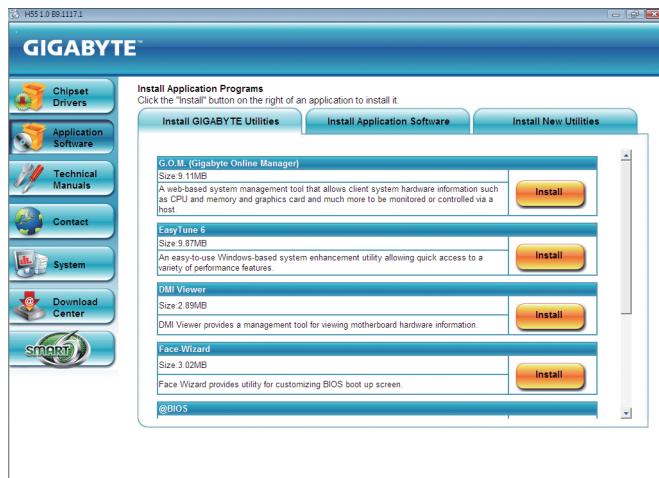 H55 1.0 B9.1117.1
GIGABYTE™
Chipset
Drivers
Application
Software
Technical
Manuals
Contact
System
Download
Center
SMART
Install Application Programs
Click the "Install" button on the right of an application to install it.
Install GIGABYTE Utilities
Install Application Software
Install New Utilities
G.O.M. (Gigabyte Online Manager)
Size:9.11MB
A web-based system management tool that allows client system hardware information such
as CPU and memory and graphics card and much more to be monitored or controlled via a
host.
Install
EasyTune 6
Size:9.87MB
An easy-to-use Windows-based system enhancement utility allowing quick access to a
variety of performance features.
Install
DMI Viewer
Size:2.89MB
DMI Viewer provides a management tool for viewing motherboard hardware information.
Install
Face-Wizard
Size:3.02MB
Face Wizard provides utility for customizing BIOS boot up screen.
Install
@BIOS